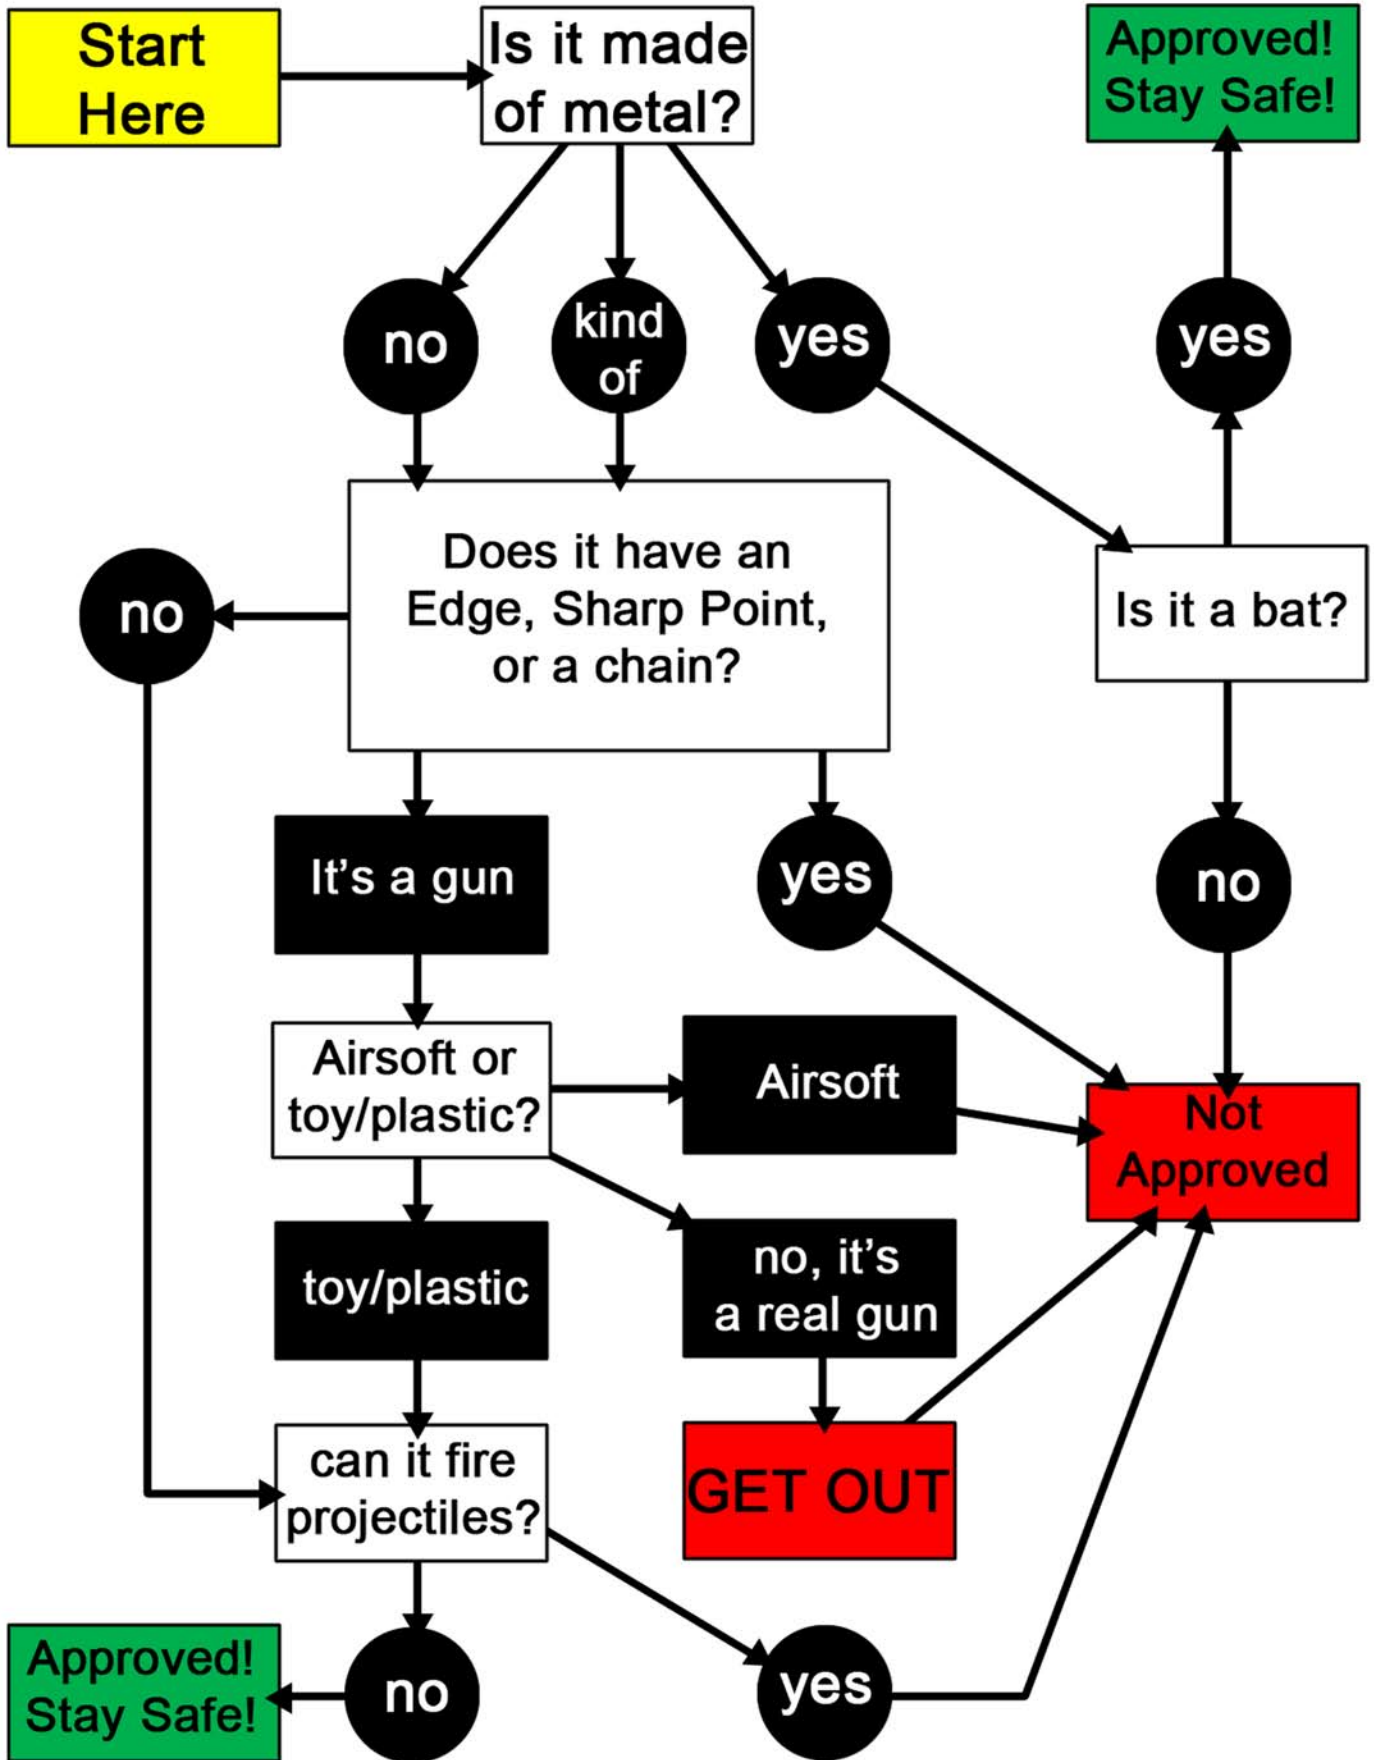 Start
Here
Is it made
of metal?
Approved!
Stay Safe!
no
kind
of
yes
yes
Does it have an
Edge, Sharp Point,
or a chain?
no
Is it a bat?
It's a gun
yes
no
Airsoft or
toy/plastic?
Airsoft
Not
Approved
toy/plastic
no, it's
a real gun
can it fire
projectiles?
GET OUT
Approved!
Stay Safe!
no
yes